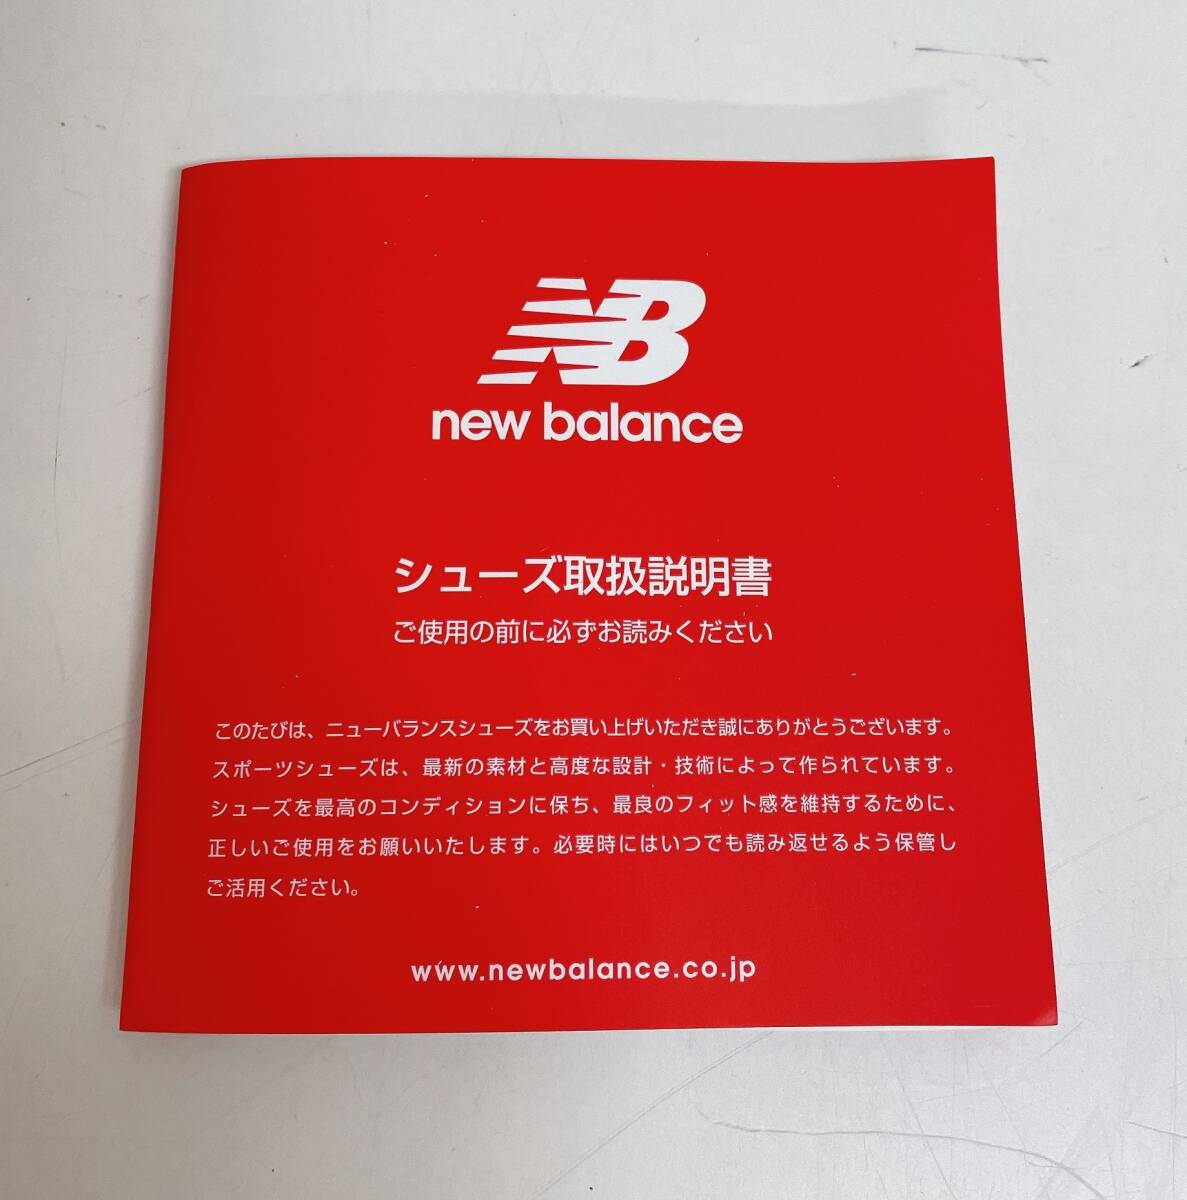 NB
new balance
シューズ取扱説明書
ご使用の前に必ずお読みください
このたびは、ニューバランスシューズをお買い上げいただき誠にありがとうございます。
スポーツシューズは、最新の素材と高度な設計・技術によって作られています。
シューズを最高のコンディションに保ち、最良のフィット感を維持するために、
正しいご使用をお願いいたします。必要時にはいつでも読み返せるよう保管し
ご活用ください。
www.newbalance.co.jp